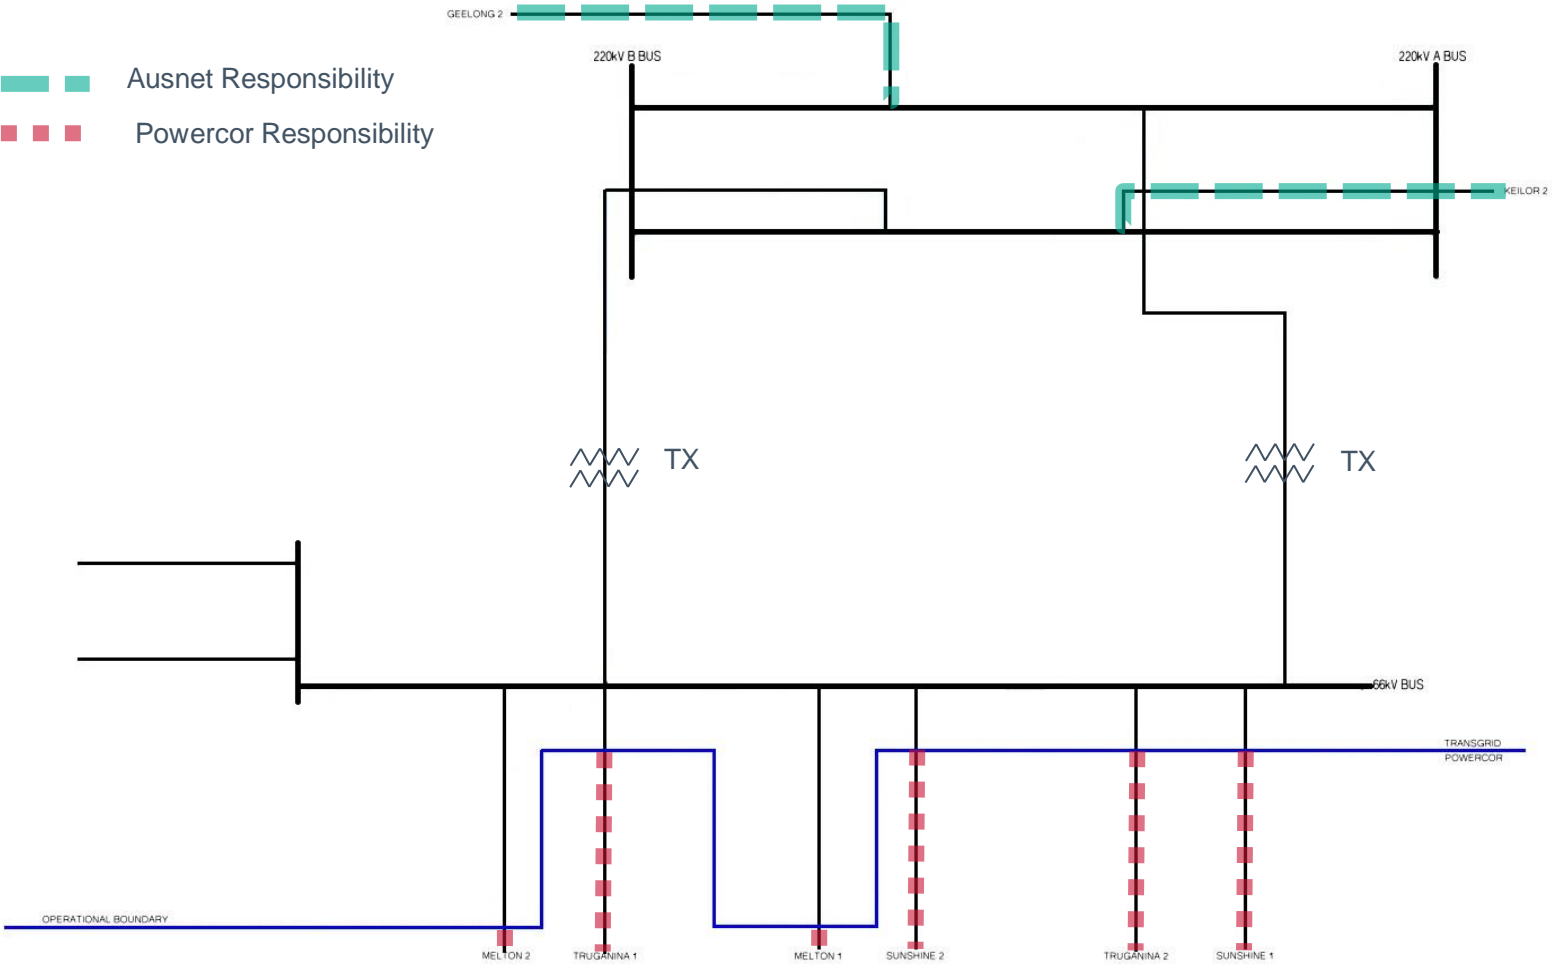 GEELONG 2
220kV B BUS
220kV A BUS
Ausnet Responsibility
Powercor Responsibility
KEILOR 2
TX
TX
66kV BUS
TRANSGRID
POWERCOR
OPERATIONAL BOUNDARY
MELTON 2
TRUGANINA 1
MELTON 1
SUNSHINE 2
TRUGANINA 2
SUNSHINE 1